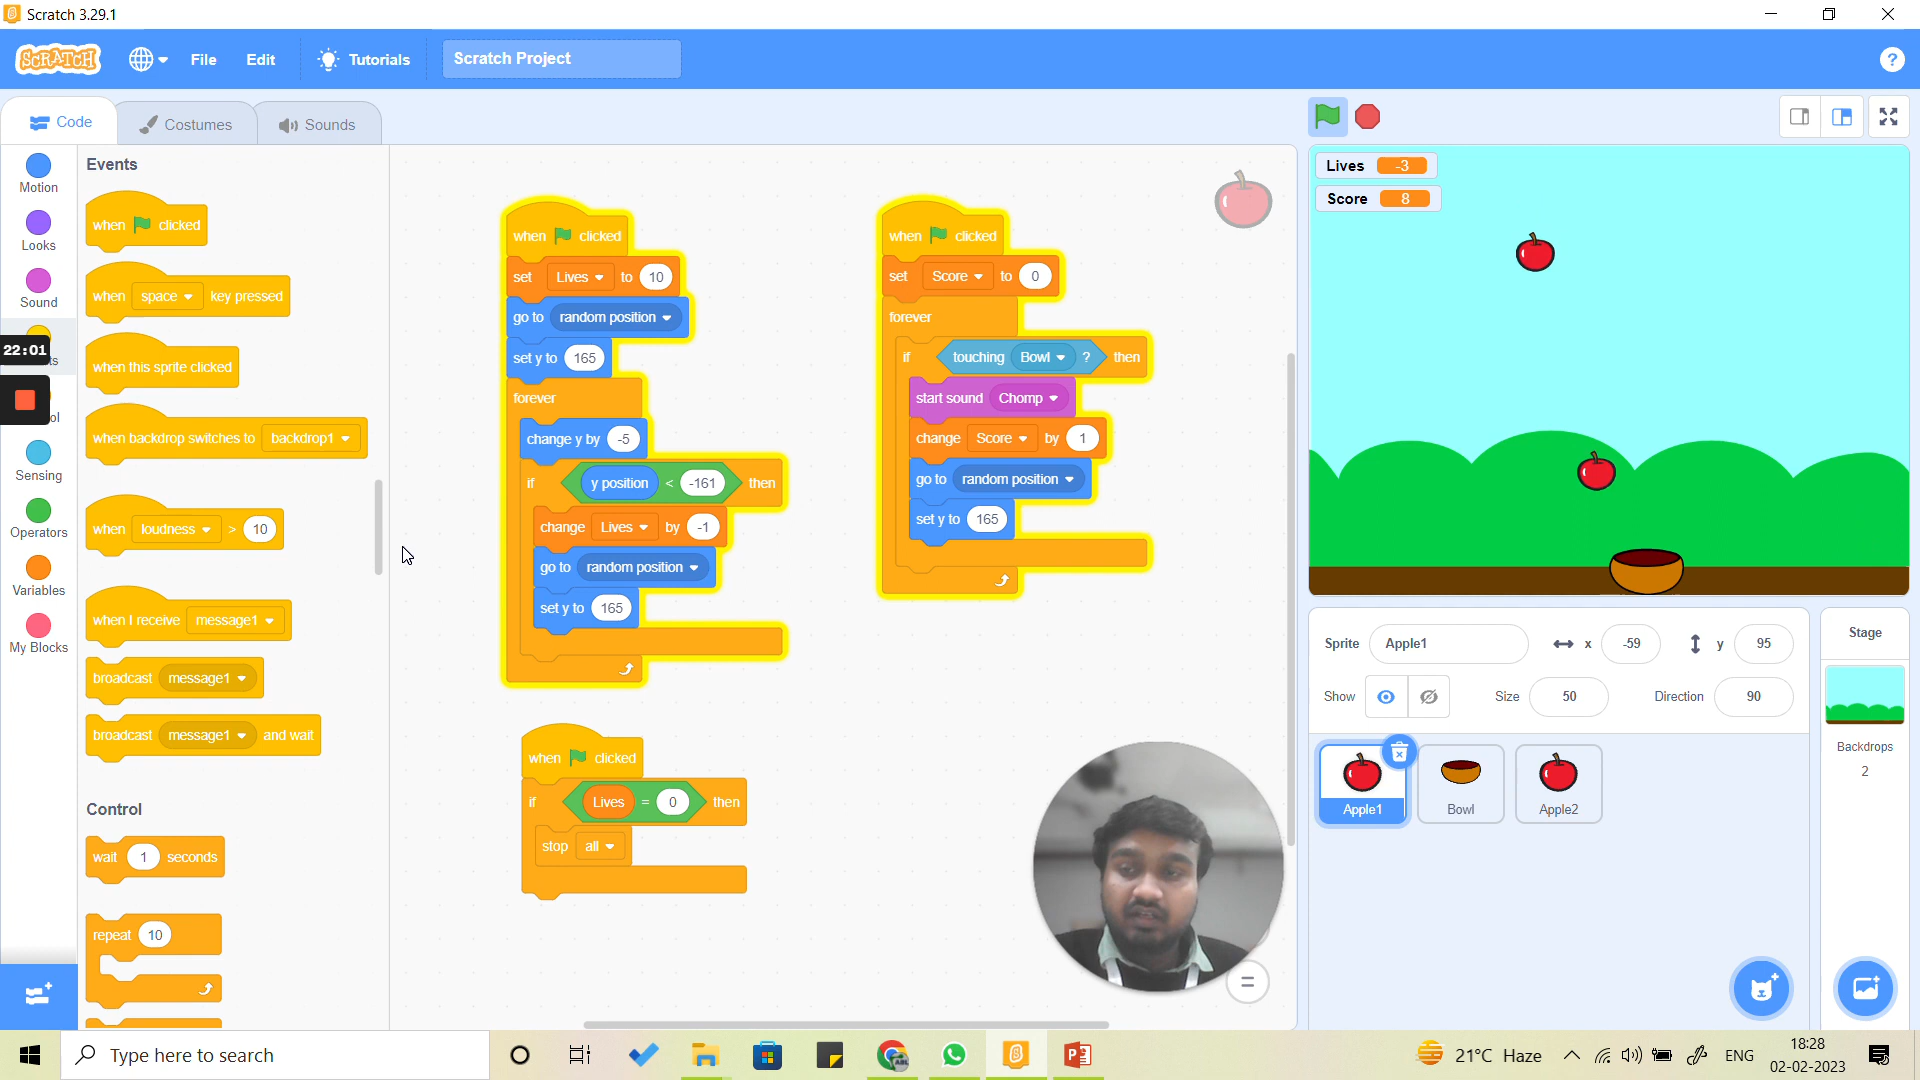 Scratch 3.29.1
SCRATCH
File
Edit
Tutorials
Scratch Project
?
Code
Costumes
Sounds
Motion
Looks
Sound
ts
22:01
ol
Sensing
Operators
Variables
My Blocks
Events
when clicked
when space key pressed
when this sprite clicked
when backdrop switches to backdrop1
when loudness > 10
when I receive message1
broadcast message1
broadcast message1 and wait
Control
wait 1 seconds
repeat 10
when clicked
set Lives to 10
go to random position
set y to 165
forever
change y by -5
if y position < -161 then
change Lives by -1
go to random position
set y to 165
when clicked
if Lives = 0 then
stop all
when clicked
set Score to 0
forever
if touching Bowl ? then
start sound Chomp
change Score by 1
go to random position
set y to 165
=
Lives -3
Score 8
Sprite Apple1 x -59 y 95
Show Size 50 Direction 90
Apple1
Bowl
Apple2
Stage
Backdrops
2
Type here to search
21°C Haze
ENG
18:28
02-02-2023